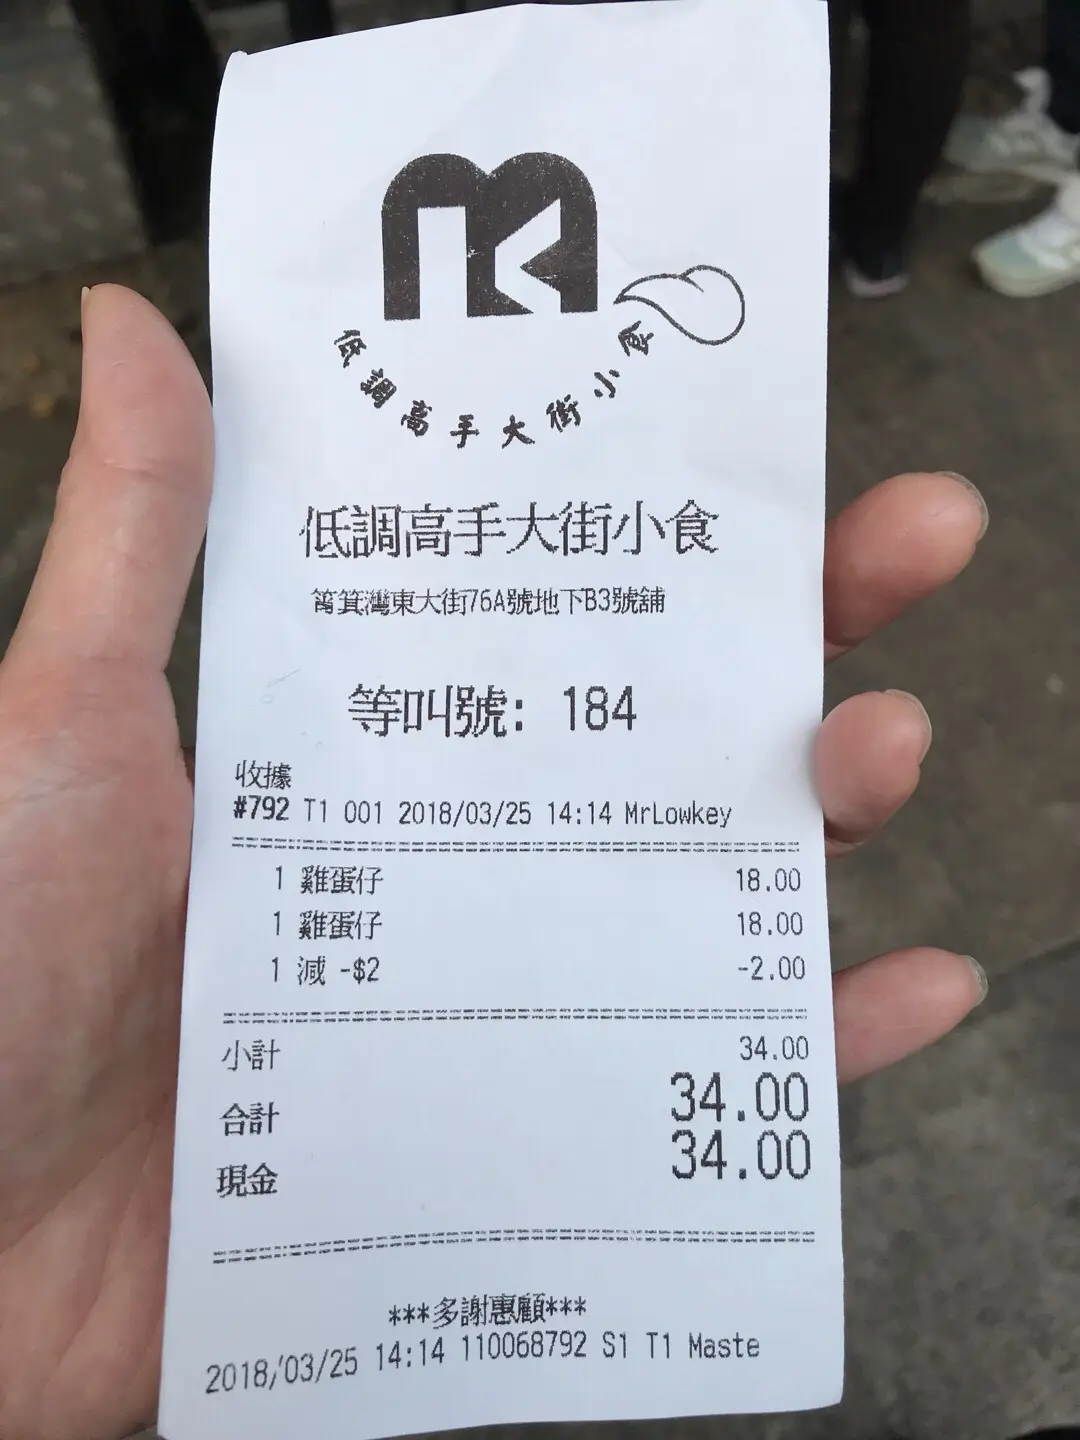 低調高手大街小食
低調高手大街小食
筲箕灣東大街76A號地下B3號舖
等叫號: 184
收據
#792 T1 001 2018/03/25 14:14 MrLowkey
1 雞蛋仔 18.00
1 雞蛋仔 18.00
1 減 -$2 -2.00
小計 34.00
合計 34.00
現金 34.00
***多謝惠顧***
2018/03/25 14:14 110068792 S1 T1 Maste